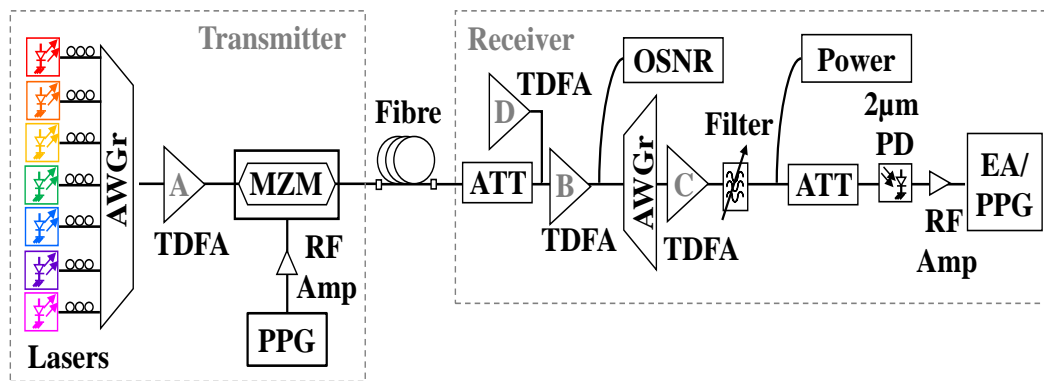 Transmitter
Lasers
AWGr
A
TDFA
MZM
RF
Amp
PPG
Fibre
Receiver
D
TDFA
ATT
B
TDFA
OSNR
AWGr
C
TDFA
Filter
Power
ATT
2µm
PD
RF
Amp
EA/
PPG